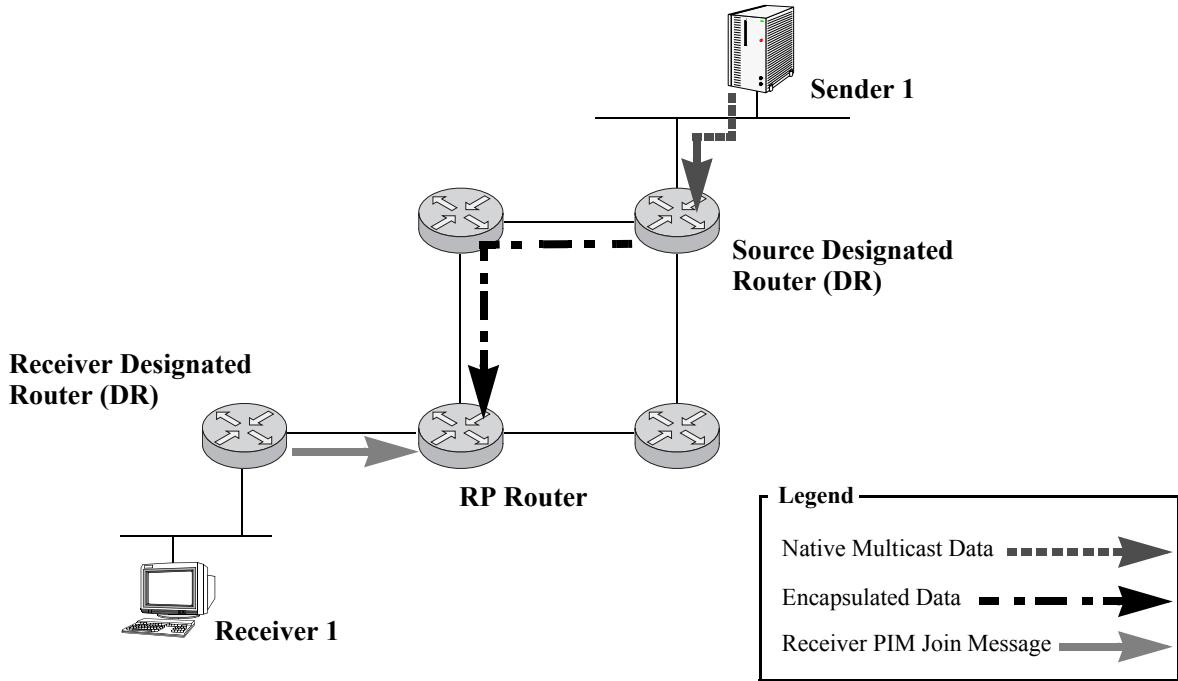 Sender 1
Source Designated
Router (DR)
Receiver Designated
Router (DR)
RP Router
Receiver 1
Legend
Native Multicast Data
Encapsulated Data
Receiver PIM Join Message